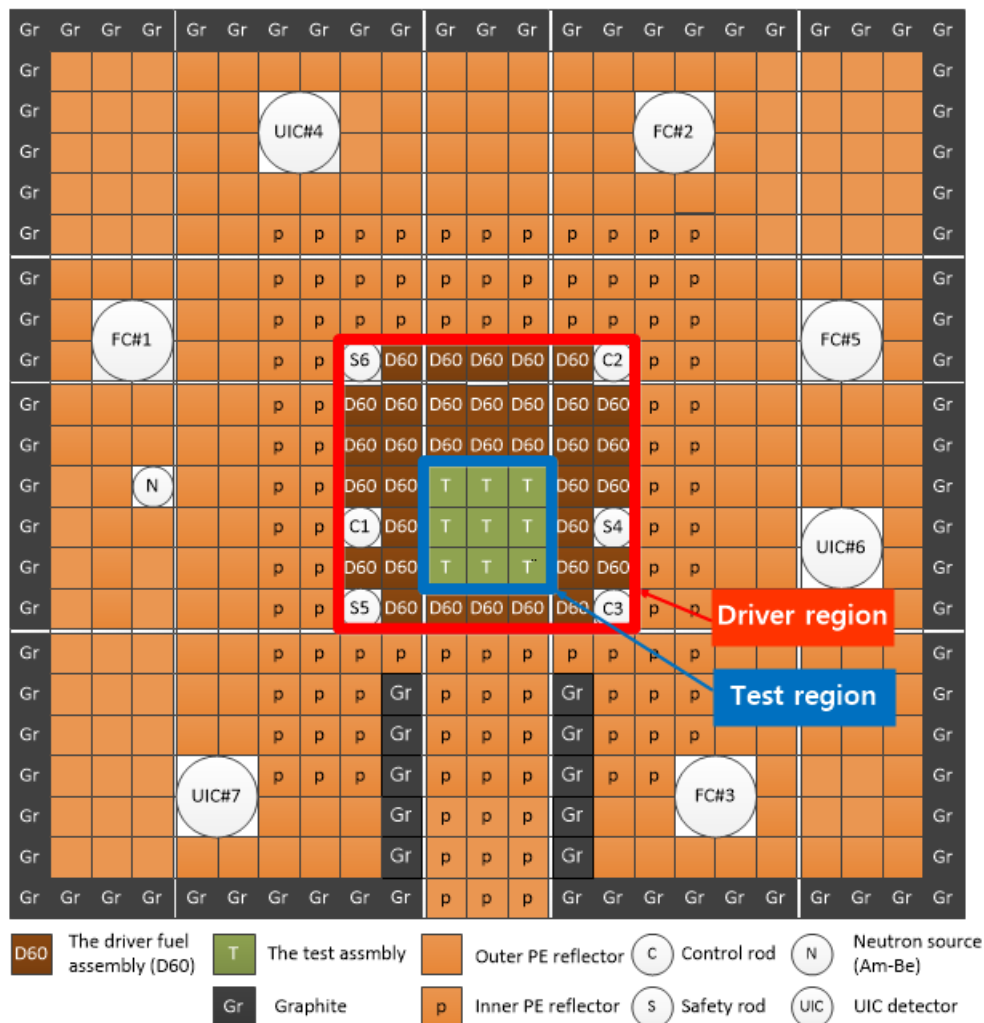 Gr Gr Gr Gr Gr Gr Gr Gr Gr Gr Gr Gr Gr Gr Gr Gr Gr Gr Gr Gr Gr Gr Gr
Gr Gr
Gr Gr
UIC#4 FC#2
Gr Gr
Gr Gr
Gr p p p p p p p p p p p Gr
Gr p p p p p p p p p p p Gr
Gr p p p p p p p p p p p Gr
FC#1 FC#5
Gr p p S6 D60 D60 D60 D60 D60 C2 p p Gr
Gr p p D60 D60 D60 D60 D60 D60 D60 p p Gr
Gr p p D60 D60 D60 D60 D60 D60 D60 p p Gr
Gr N p p D60 D60 T T T D60 D60 p p Gr
Gr p p C1 D60 T T T D60 S4 p p Gr
UIC#6
Gr p p D60 D60 T T T D60 D60 p p Gr
Gr p p S5 D60 D60 D60 D60 D60 C3 p p Gr
Driver region
Gr p p p p p p p p p p p Gr
Gr p p p Gr p p p Gr p p p Gr
Test region
Gr p p p Gr p p p Gr p p p Gr
Gr p p p Gr p p p Gr p p Gr
UIC#7 FC#3
Gr Gr p p p Gr Gr
Gr Gr p p p Gr Gr
Gr Gr Gr Gr Gr Gr Gr Gr Gr Gr p p p Gr Gr Gr Gr Gr Gr Gr Gr Gr Gr
D60 The driver fuel
assembly (D60)
T The test assmbly
Outer PE reflector
C Control rod
N Neutron source
(Am-Be)
Gr Graphite
p Inner PE reflector
S Safety rod
UIC UIC detector